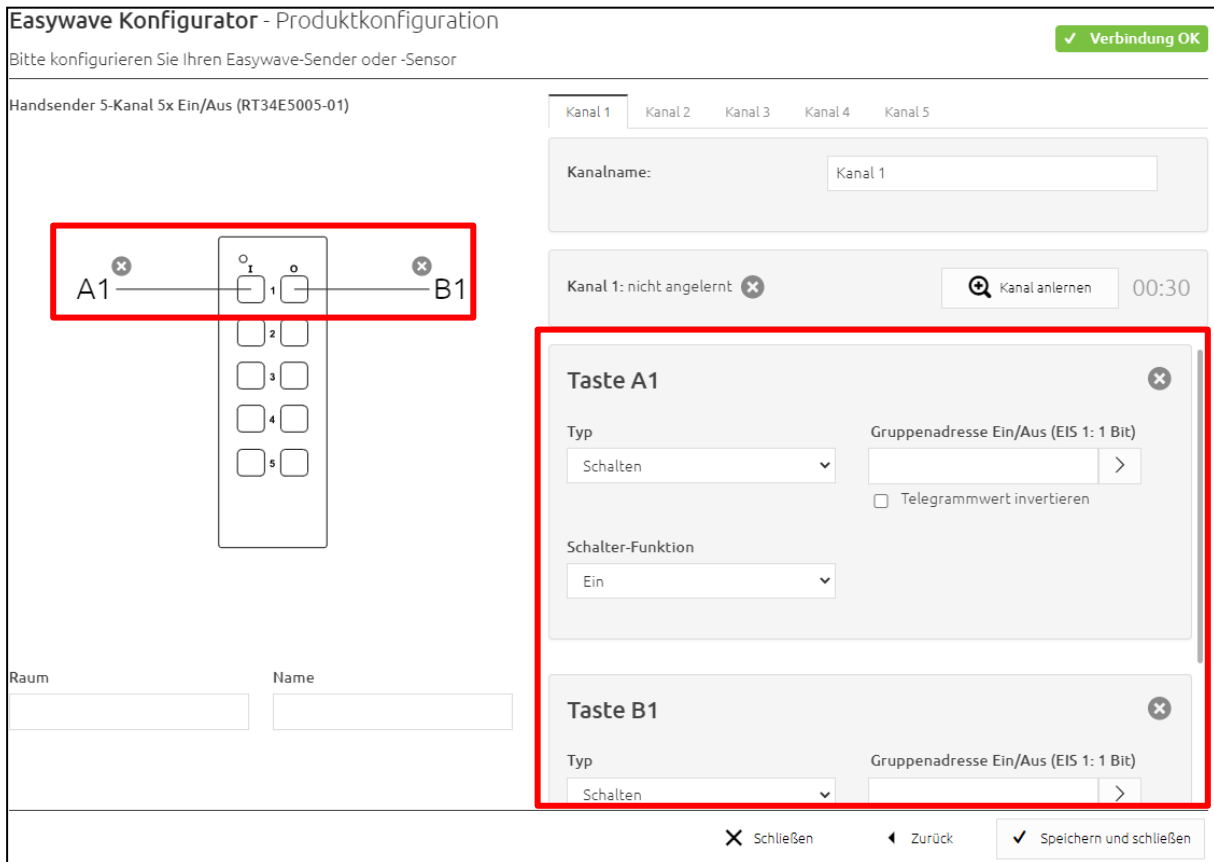 Easywave Konfigurator - Produktkonfiguration
Verbindung OK
Bitte konfigurieren Sie Ihren Easywave-Sender oder -Sensor
Handsender 5-Kanal 5x Ein/Aus (RT34E5005-01)
Kanal 1 Kanal 2 Kanal 3 Kanal 4 Kanal 5
Kanalname: Kanal 1
I O
A1 1 B1
2
3
4
5
Kanal 1: nicht angelernt Kanal anlernen 00:30
Taste A1
Typ Gruppenadresse Ein/Aus (EIS 1: 1 Bit)
Schalten
Telegrammwert invertieren
Schalter-Funktion
Ein
Raum Name
Taste B1
Typ Gruppenadresse Ein/Aus (EIS 1: 1 Bit)
Schalten
Schließen Zurück Speichern und schließen